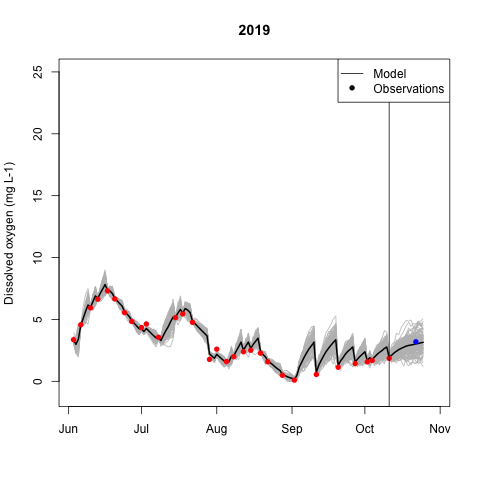 2019
Model
Observations
Dissolved oxygen (mg L-1)
25
20
15
10
5
0
Jun Jul Aug Sep Oct Nov